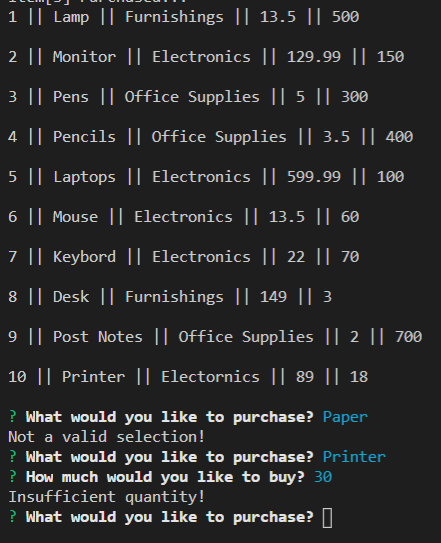 Item[s] Purchased...
1 || Lamp || Furnishings || 13.5 || 500
2 || Monitor || Electronics || 129.99 || 150
3 || Pens || Office Supplies || 5 || 300
4 || Pencils || Office Supplies || 3.5 || 400
5 || Laptops || Electronics || 599.99 || 100
6 || Mouse || Electronics || 13.5 || 60
7 || Keybord || Electronics || 22 || 70
8 || Desk || Furnishings || 149 || 3
9 || Post Notes || Office Supplies || 2 || 700
10 || Printer || Electornics || 89 || 18
? What would you like to purchase? Paper
Not a valid selection!
? What would you like to purchase? Printer
? How much would you like to buy? 30
Insufficient quantity!
? What would you like to purchase?